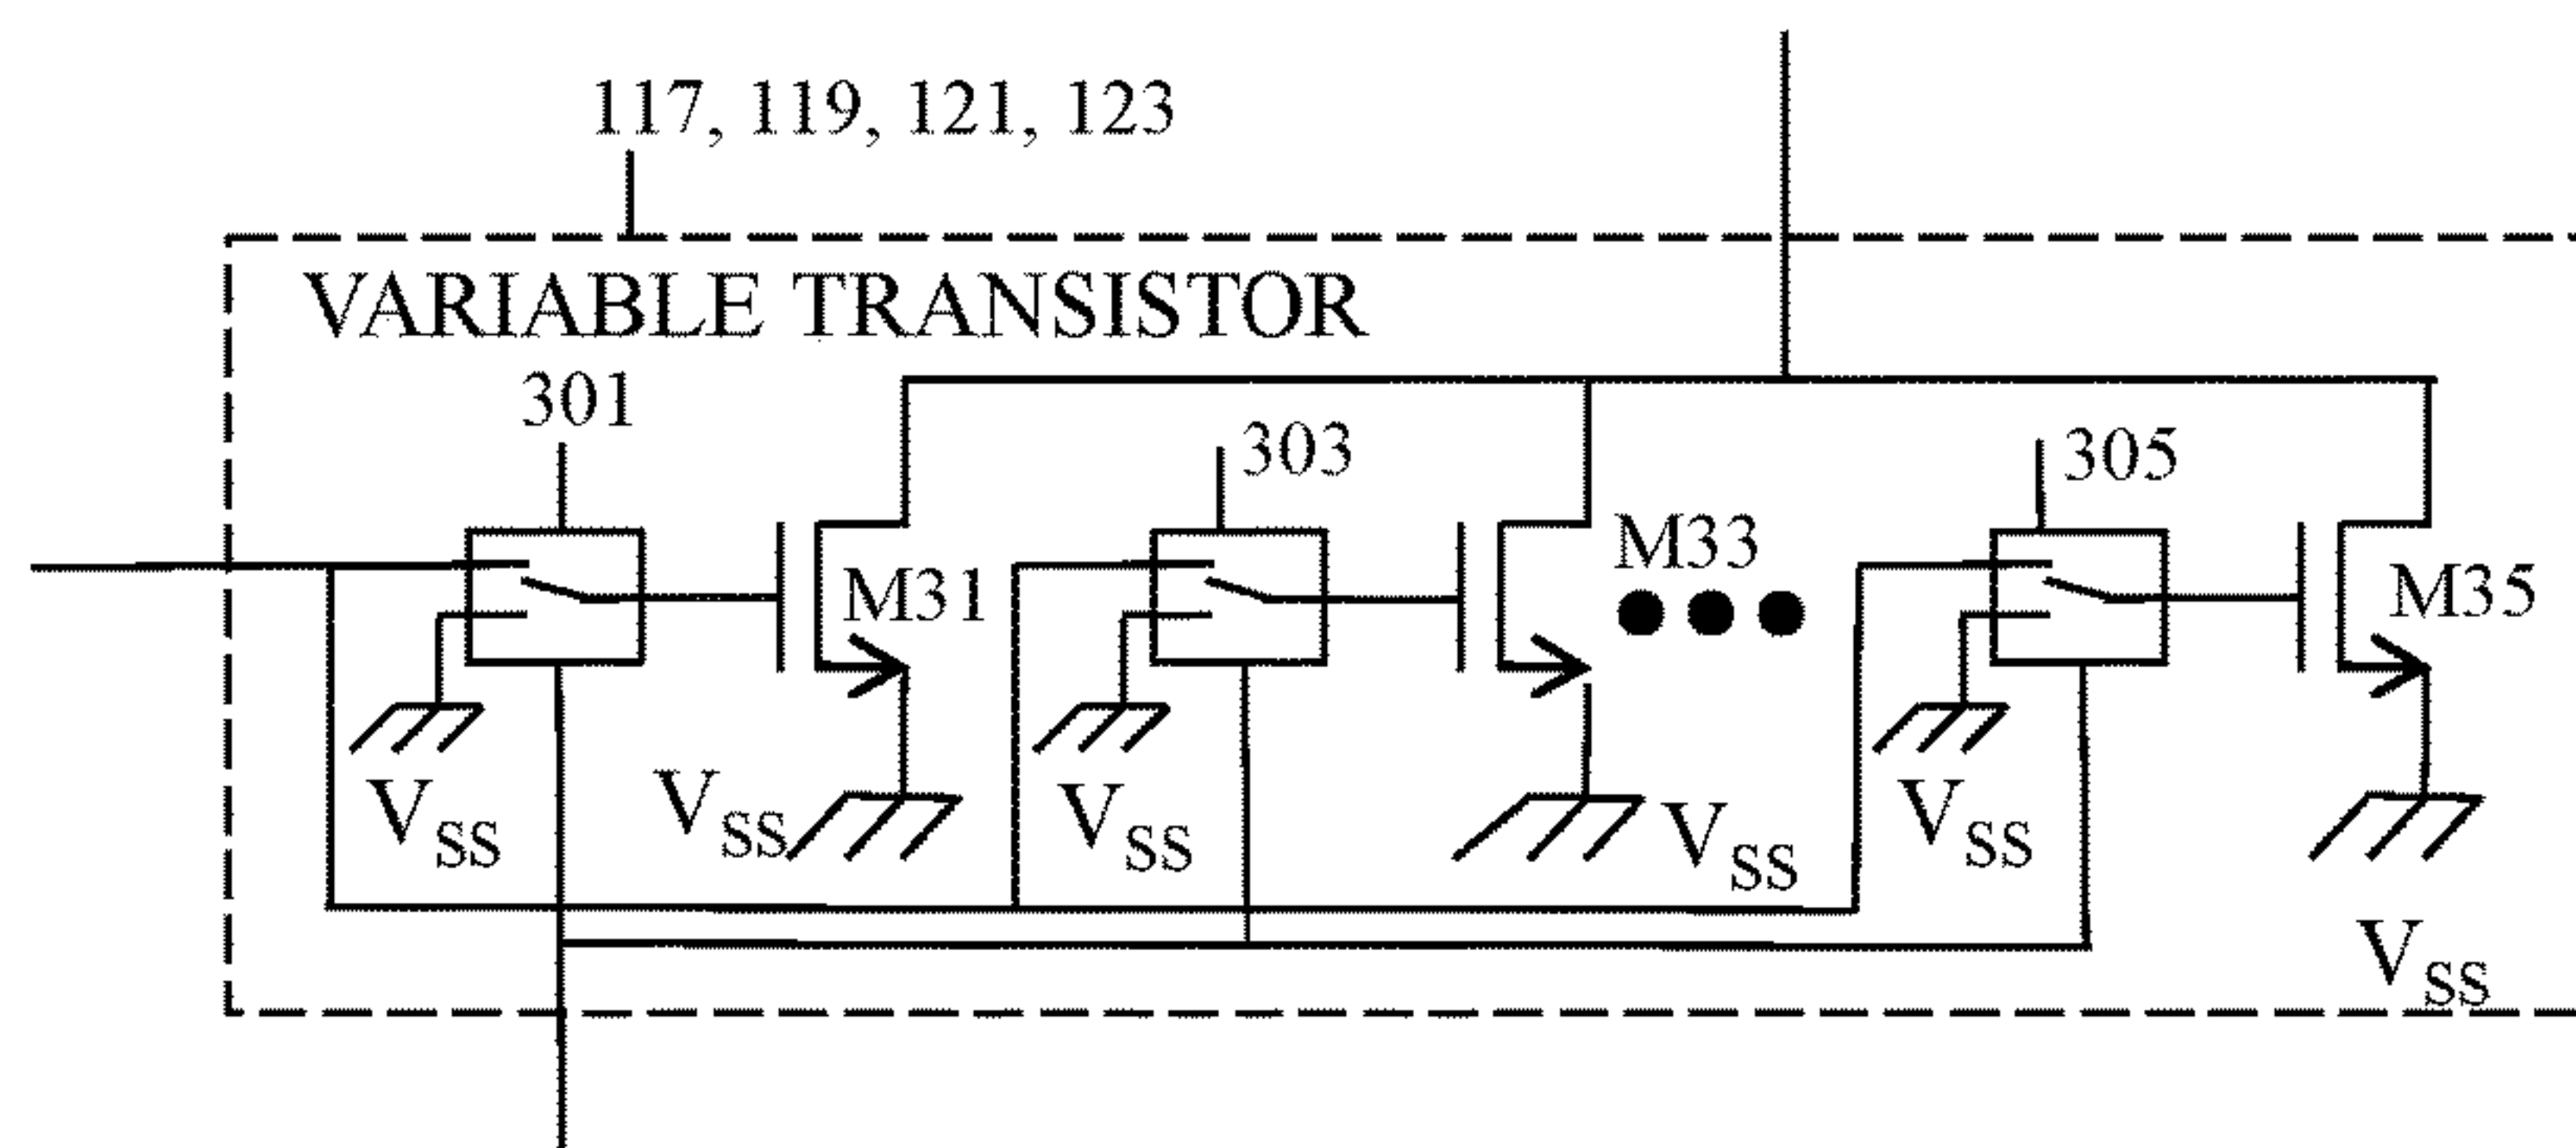 117, 119, 121, 123
VARIABLE TRANSISTOR
301
303
305
M31
M33
M35
VSS
VSS
VSS
VSS
VSS
VSS